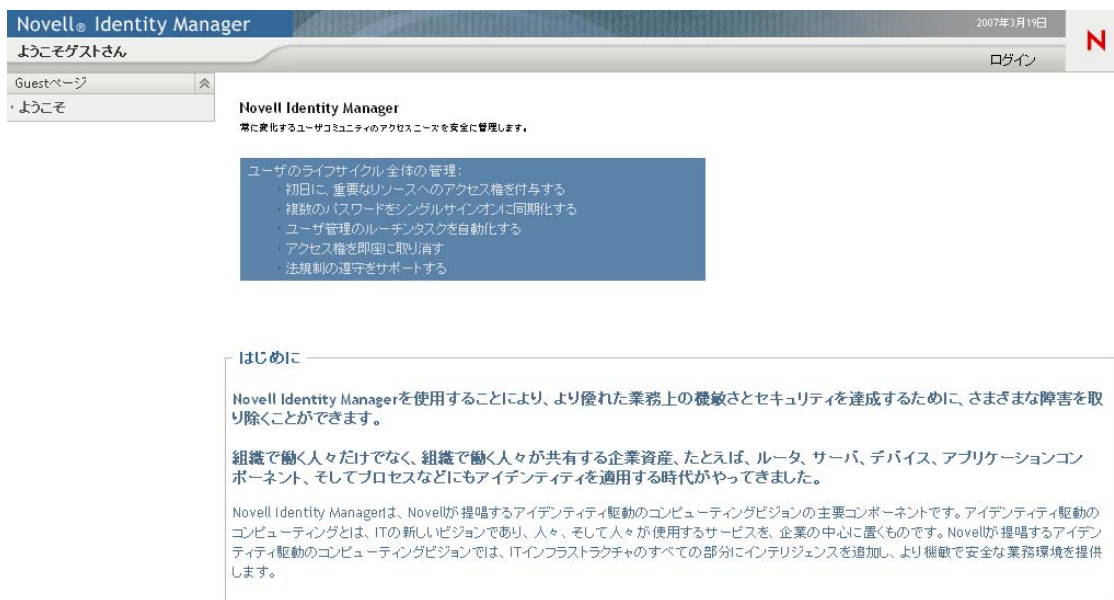 Novell® Identity Manager
2007年3月19日
N
ようこそゲストさん
ログイン
Guestページ
・ようこそ
Novell Identity Manager
常に変化するユーザコミュニティのアクセスニーズを安全に管理します。
ユーザのライフサイクル全体の管理:
・初日に、重要なリソースへのアクセス権を付与する
・複数のパスワードをシングルサインオンに同期化する
・ユーザ管理のルーチンタスクを自動化する
・アクセス権を即座に取り消す
・法規制の遵守をサポートする
はじめに
Novell Identity Managerを使用することにより、より優れた業務上の機敏さとセキュリティを達成するために、さまざまな障害を取
り除くことができます。
組織で働く人々だけでなく、組織で働く人々が共有する企業資産、たとえば、ルータ、サーバ、デバイス、アプリケーションコン
ポーネント、そしてプロセスなどにもアイデンティティを適用する時代がやってきました。
Novell Identity Managerは、Novellが提唱するアイデンティティ駆動のコンピューティングビジョンの主要コンポーネントです。アイデンティティ駆動の
コンピューティングとは、ITの新しいビジョンであり、人々、そして人々が使用するサービスを、企業の中心に置くものです。Novellが提唱するアイデン
ティティ駆動のコンピューティングビジョンでは、ITインフラストラクチャのすべての部分にインテリジェンスを追加し、より機敏で安全な業務環境を提供
します。